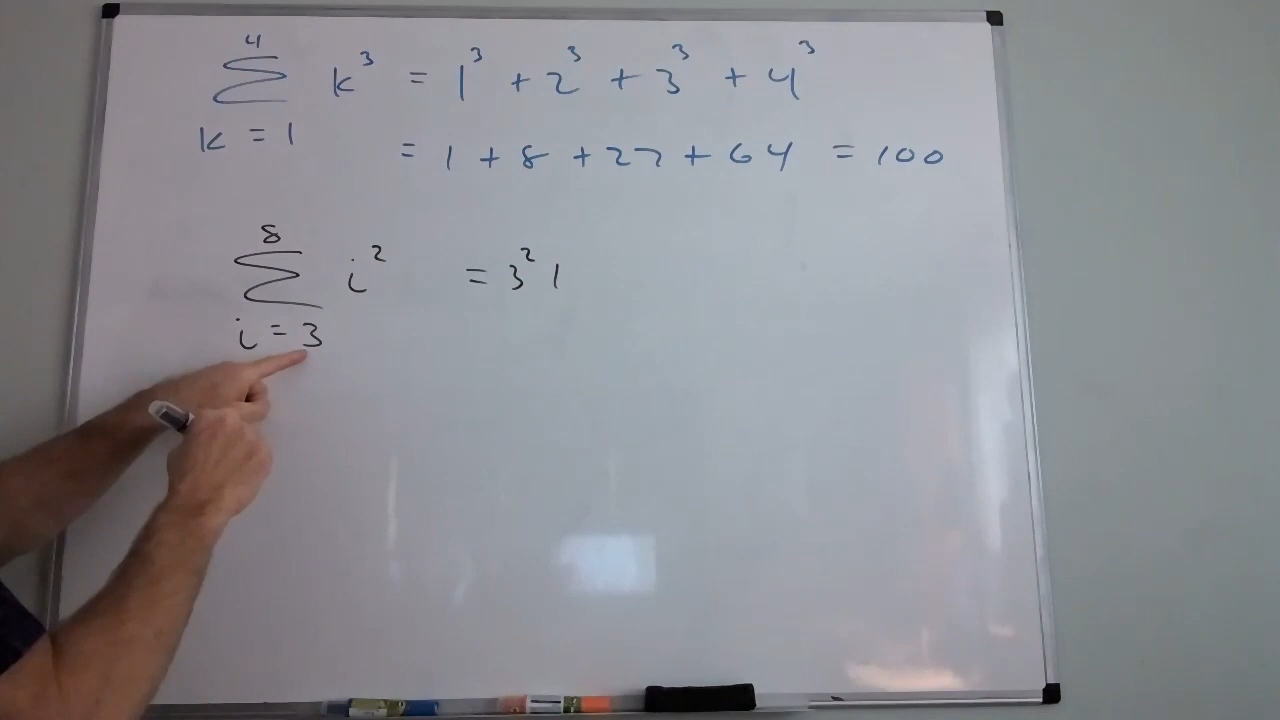 4
∑ k³ = 1³ + 2³ + 3³ + 4³
k = 1
= 1 + 8 + 27 + 64 = 100
8
∑ i² = 3² 1
i = 3